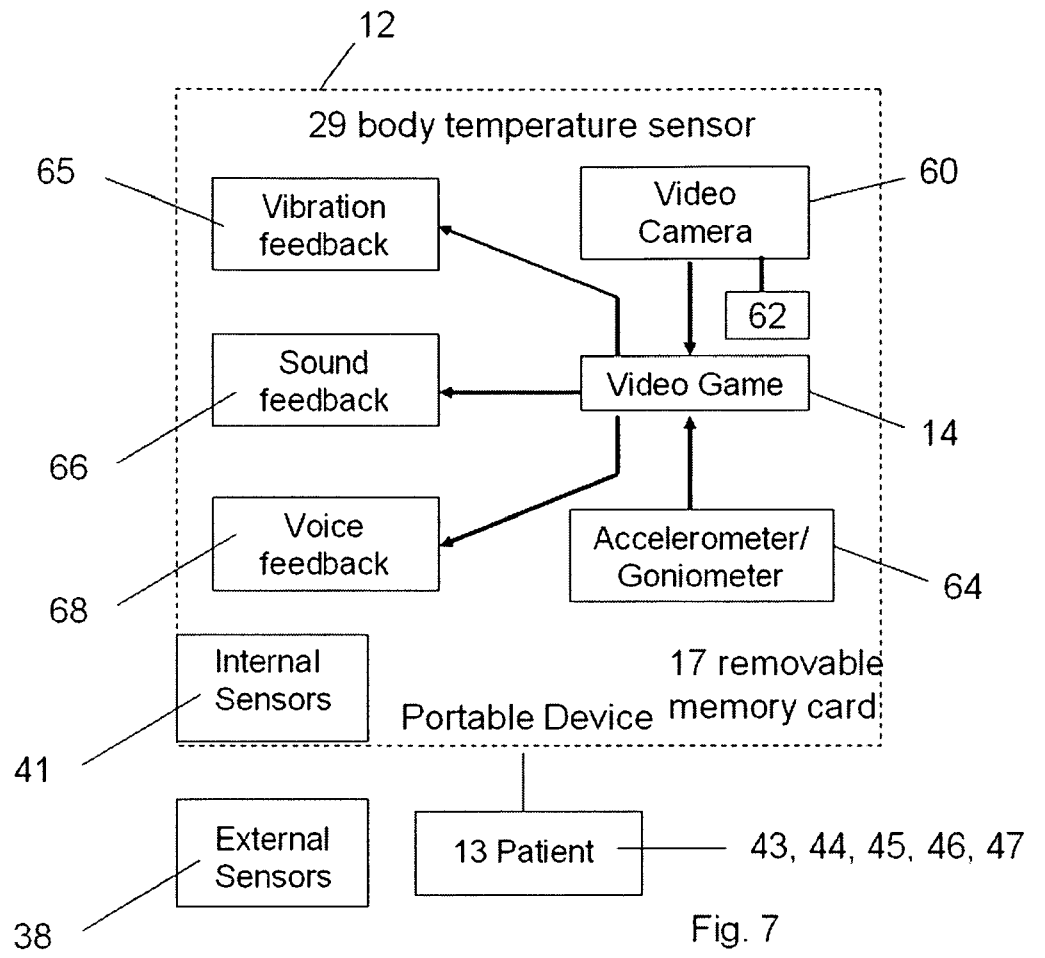 12
29 body temperature sensor
65
Vibration
feedback
Video
Camera
60
62
Sound
feedback
Video Game
66
14
Voice
feedback
Accelerometer/
Goniometer
68
64
Internal
Sensors
17 removable
memory card
Portable Device
41
External
Sensors
13 Patient
43, 44, 45, 46, 47
38
Fig. 7